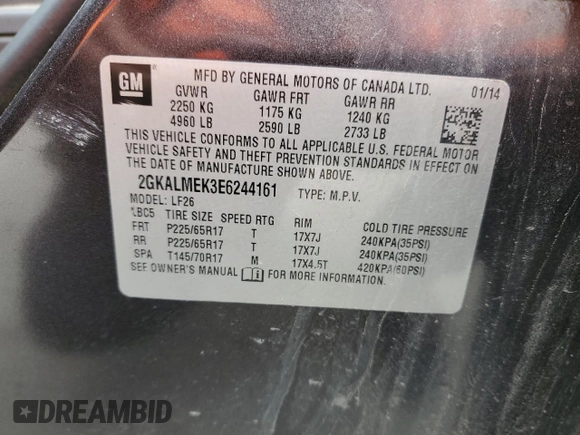 GM
MFD BY GENERAL MOTORS OF CANADA LTD. 01/14
GVWR GAWR FRT GAWR RR
2250 KG 1175 KG 1240 KG
4960 LB 2590 LB 2733 LB
THIS VEHICLE CONFORMS TO ALL APPLICABLE U.S. FEDERAL MOTOR
VEHICLE SAFETY AND THEFT PREVENTION STANDARDS IN EFFECT ON
THE DATE OF MANUFACTURE SHOWN ABOVE.
2GKALMEK3E6244161 TYPE: M.P.V.
MODEL: LF26
%BC5 TIRE SIZE SPEED RTG RIM COLD TIRE PRESSURE
FRT P225/65R17 T 17X7J 240KPA(35PSI)
RR P225/65R17 T 17X7J 240KPA(35PSI)
SPA T145/70R17 M 17X4.5T 420KPA(60PSI)
SEE OWNER'S MANUAL FOR MORE INFORMATION.
DREAMBID